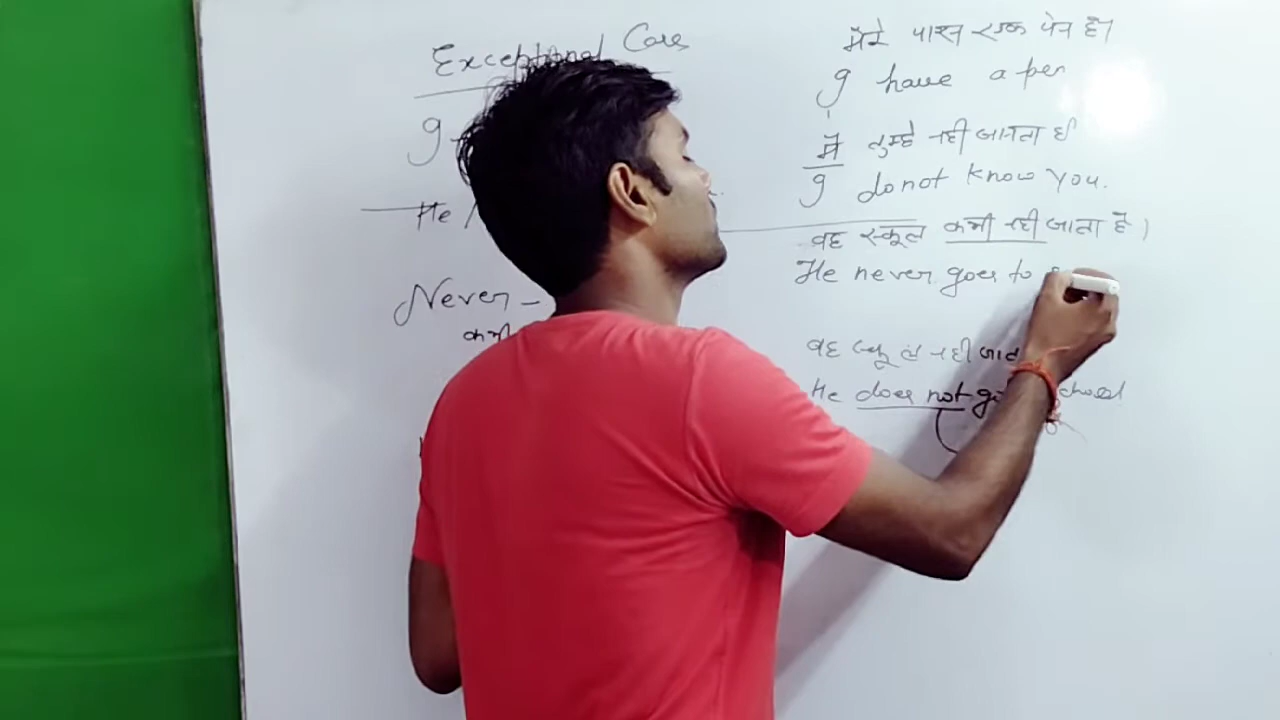 Exceptional Case
I
He
Never -
कभी
मेरे पास एक पेन है।
I have a pen
मैं तुम्हे नही जानता हूँ
I do not know You.
वह स्कूल कभी नही जाता है।
He never goes to
वह स्कूल नही जाता
He does not go school